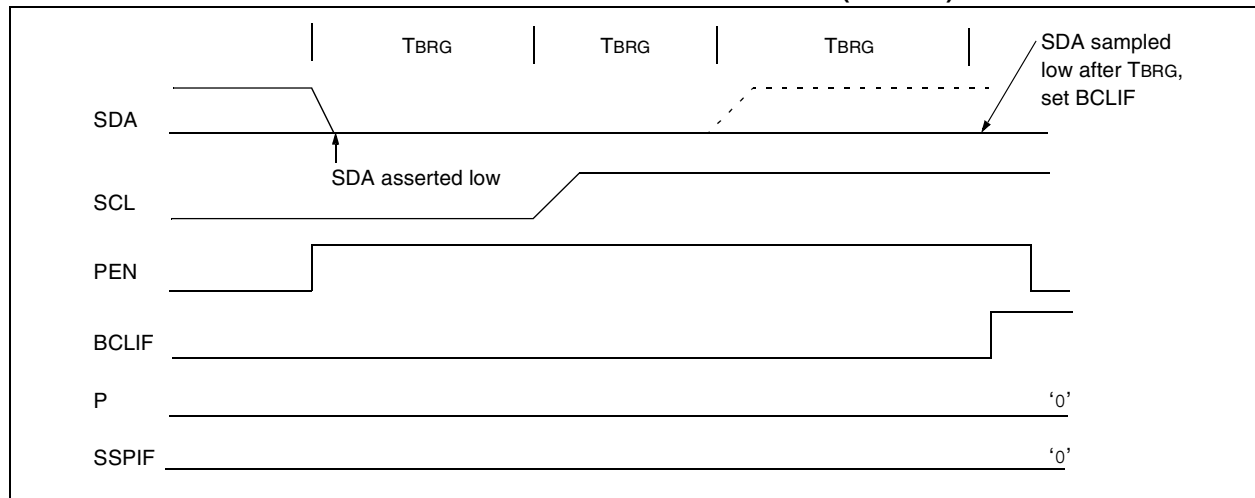 TBRG TBRG TBRG
SDA sampled
low after TBRG,
set BCLIF
SDA
SDA asserted low
SCL
PEN
BCLIF
P ‘0’
SSPIF ‘0’